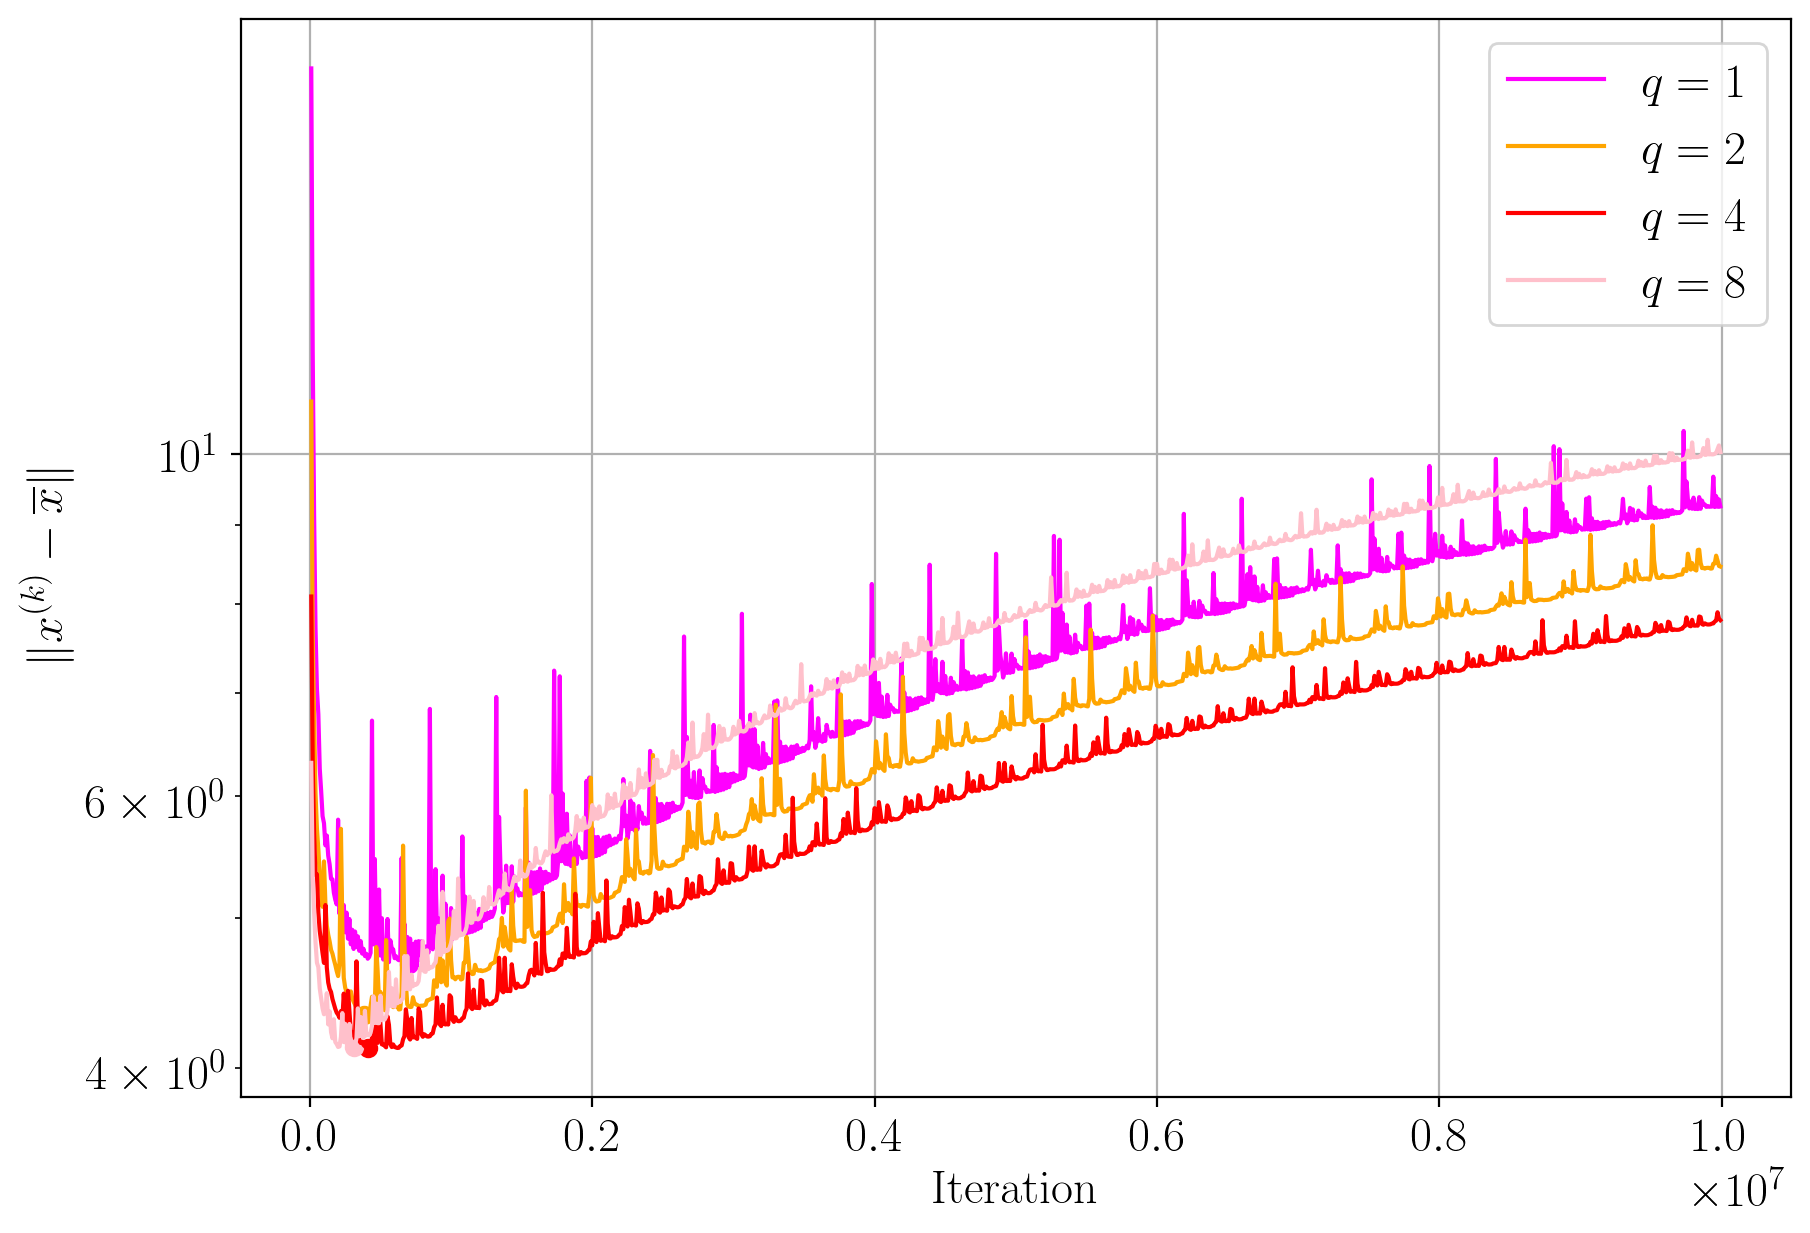 q = 1
q = 2
q = 4
q = 8
‖x^{(k)} − x̅‖
10^1
6 × 10^0
4 × 10^0
0.0 0.2 0.4 0.6 0.8 1.0
Iteration
×10^7